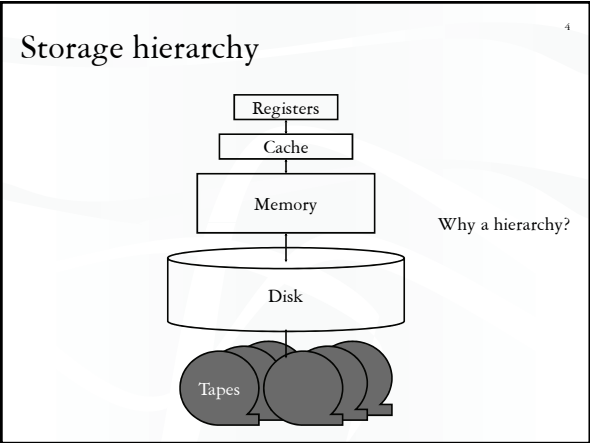 4
Storage hierarchy
Registers
Cache
Memory
Why a hierarchy?
Disk
Tapes